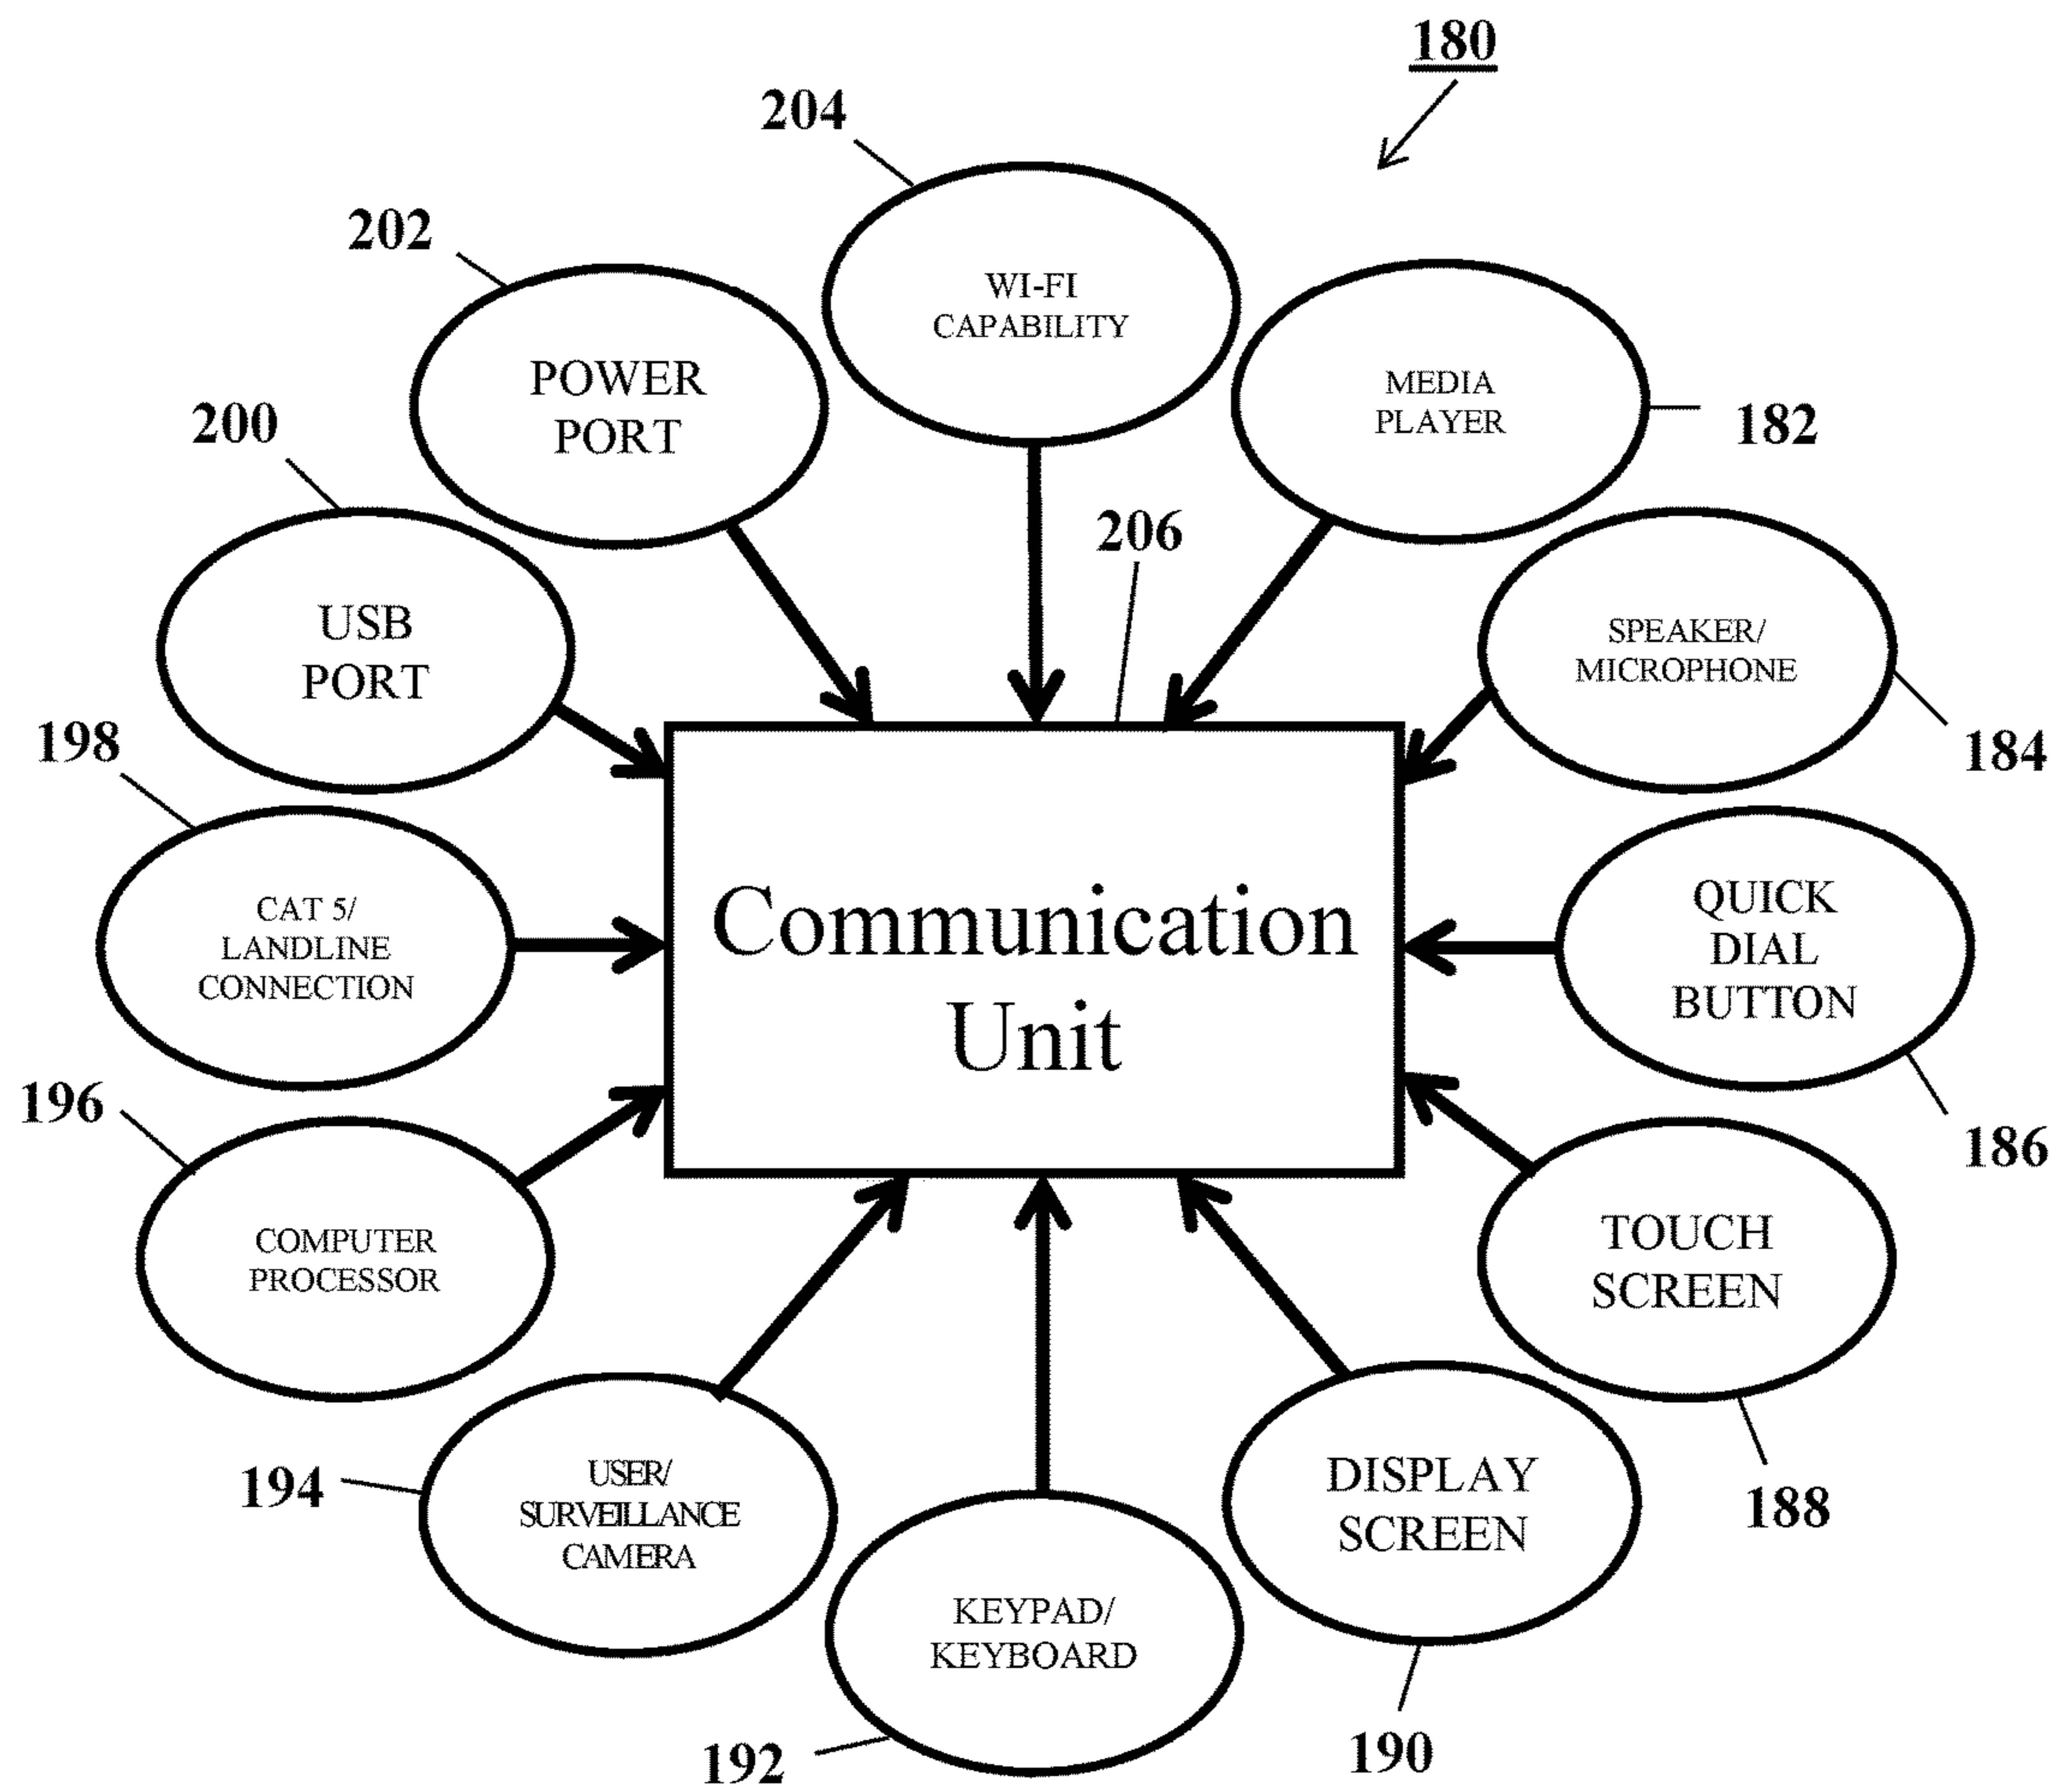 180
204
202
WI-FI
CAPABILITY
POWER
PORT
MEDIA
PLAYER
182
200
206
USB
PORT
SPEAKER/
MICROPHONE
184
198
Communication
Unit
CAT 5/
LANDLINE
CONNECTION
QUICK
DIAL
BUTTON
186
196
COMPUTER
PROCESSOR
TOUCH
SCREEN
188
194
USER/
SURVEILLANCE
CAMERA
DISPLAY
SCREEN
190
KEYPAD/
KEYBOARD
192